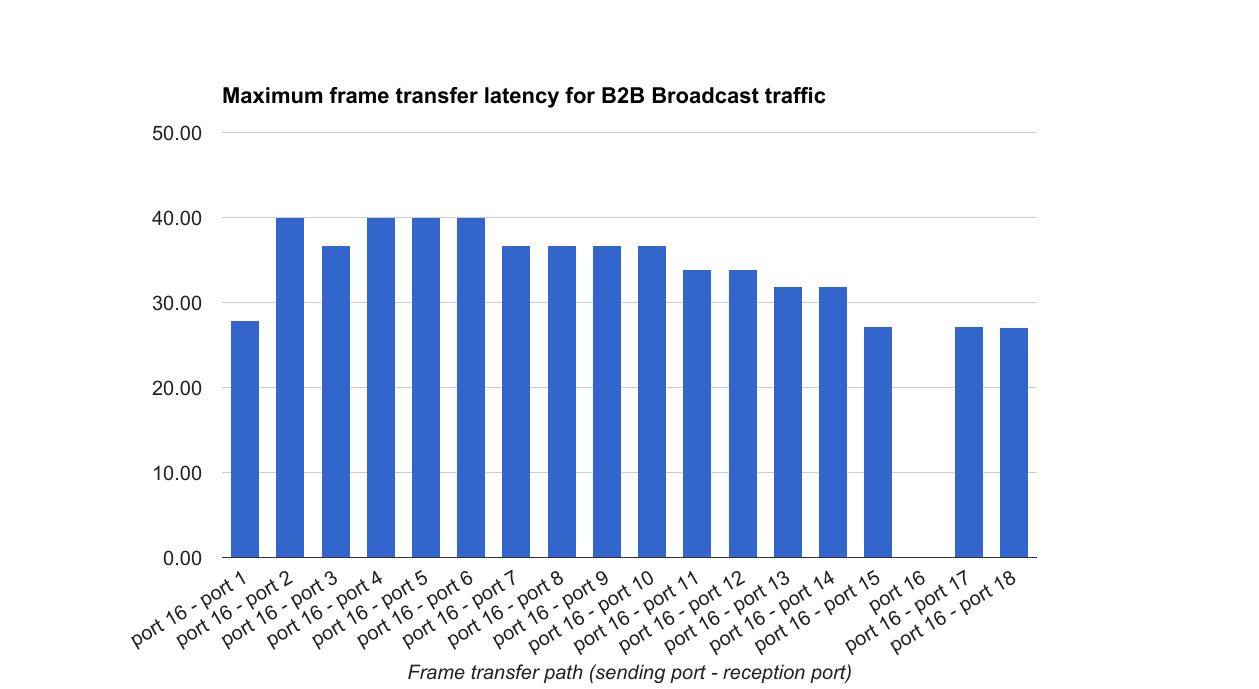 Maximum frame transfer latency for B2B Broadcast traffic
50.00
40.00
30.00
20.00
10.00
0.00
port 16 - port 1
port 16 - port 2
port 16 - port 3
port 16 - port 4
port 16 - port 5
port 16 - port 6
port 16 - port 7
port 16 - port 8
port 16 - port 9
port 16 - port 10
port 16 - port 11
port 16 - port 12
port 16 - port 13
port 16 - port 14
port 16 - port 15
port 16
port 16 - port 17
port 16 - port 18
Frame transfer path (sending port - reception port)